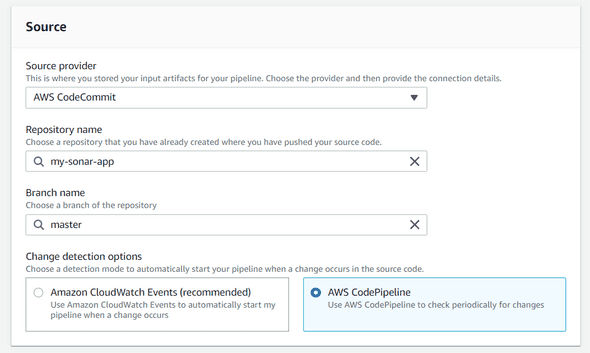 Source
Source provider
This is where you stored your input artifacts for your pipeline. Choose the provider and then provide the connection details.
AWS CodeCommit
Repository name
Choose a repository that you have already created where you have pushed your source code.
my-sonar-app
Branch name
Choose a branch of the repository
master
Change detection options
Choose a detection mode to automatically start your pipeline when a change occurs in the source code.
Amazon CloudWatch Events (recommended)
Use Amazon CloudWatch Events to automatically start my
pipeline when a change occurs
AWS CodePipeline
Use AWS CodePipeline to check periodically for changes